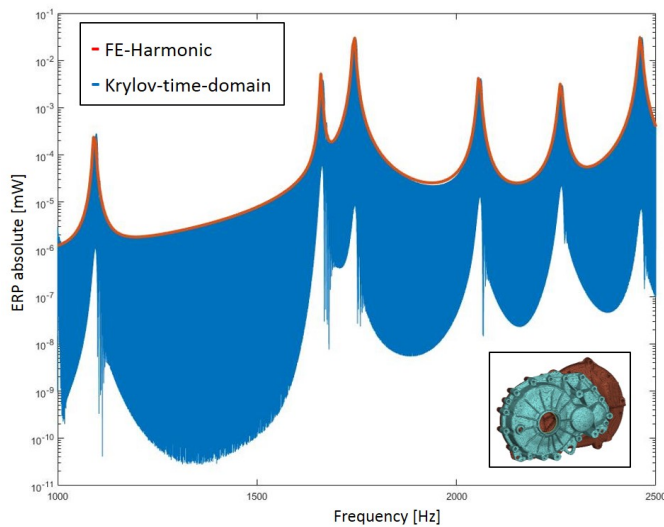 10⁻¹
10⁻²
10⁻³
10⁻⁴
10⁻⁵
10⁻⁶
10⁻⁷
10⁻⁸
10⁻⁹
10⁻¹⁰
10⁻¹¹
ERP absolute [mW]
FE-Harmonic
Krylov-time-domain
1000 1500 2000 2500
Frequency [Hz]